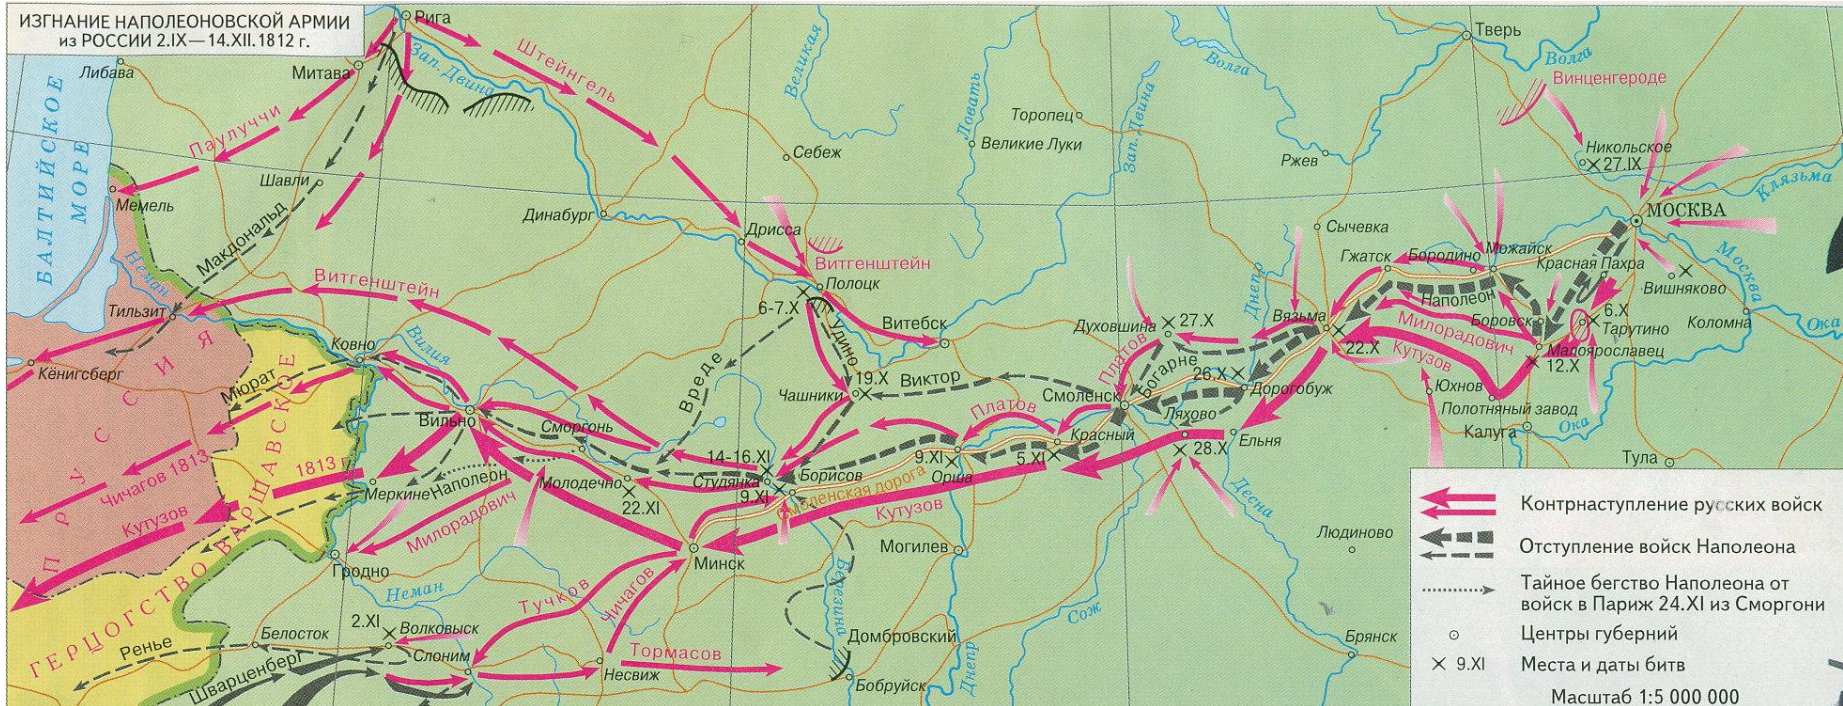 ИЗГНАНИЕ НАПОЛЕОНОВСКОЙ АРМИИ
из РОССИИ 2.IX—14.XII.1812 г.
Рига
Либава
Митава
Зап. Двина
Штейнгель
Великая
Ловать
Зап. Двина
Волга
Тверь
Волга
Винценгероде
БАЛТИЙСКОЕ
МОРЕ
Паулуччи
Торопец
Великие Луки
Себеж
Ржев
Никольское
27.IX
Клязьма
Мемель
Шавли
Динабург
Дрисса
Сычевка
МОСКВА
Москва
Макдональд
Неман
Витгенштейн
Витгенштейн
Полоцк
6-7.X
Днепр
Гжатск
Бородино
Можайск
Красная Пахра
Вишняково
Тильзит
Вилия
Удино
Витебск
Духовшина
27.X
Вязьма
Наполеон
Боровск
6.X
Тарутино
Коломна
Ока
Милорадович
Кутузов
22.X
Малоярославец
12.X
Ковно
Кёнигсберг
Мюрат
Вреде
19.X
Чашники
Виктор
Платов
Богарне
26.X
Дорогобуж
Юхнов
Полотняный завод
Калуга
Ока
Смоленск
Ляхово
Вильно
Сморгонь
Платов
Красный
Ельня
28.X
Тула
ПРУССИЯ
Чичагов 1813
1813 г.
Кутузов
Меркине
Наполеон
Молодечно
22.XI
14-16.XI
Студянка
9.XI
Борисов
9.XI
Орша
5.XI
Смоленская дорога
Кутузов
Десна
Милорадович
ГЕРЦОГСТВО ВАРШАВСКОЕ
Гродно
Неман
Минск
Могилев
Людиново
Тучков
Чичагов
Березина
Сож
2.XI
Волковыск
Белосток
Ренье
Слоним
Шварценберг
Несвиж
Тормасов
Домбровский
Бобруйск
Днепр
Брянск
Контрнаступление русских войск
Отступление войск Наполеона
Тайное бегство Наполеона от
войск в Париж 24.XI из Сморгони
Центры губерний
9.XI Места и даты битв
Масштаб 1:5 000 000